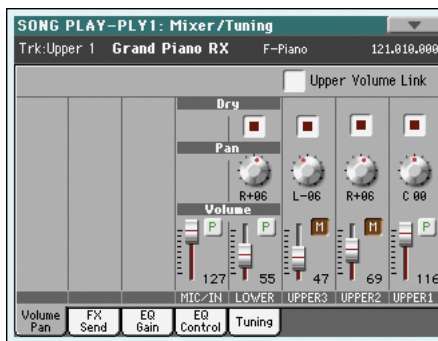 SONG PLAY-PLY1: Mixer/Tuning
Trk:Upper 1 Grand Piano RX F-Piano 121.010.000
Upper Volume Link
Dry
Pan
R+06 L-06 R+06 C 00
Volume
P P M M P
127 55 47 69 116
MIC/IN LOWER UPPER3 UPPER2 UPPER1
Volume Pan FX Send EQ Gain EQ Control Tuning